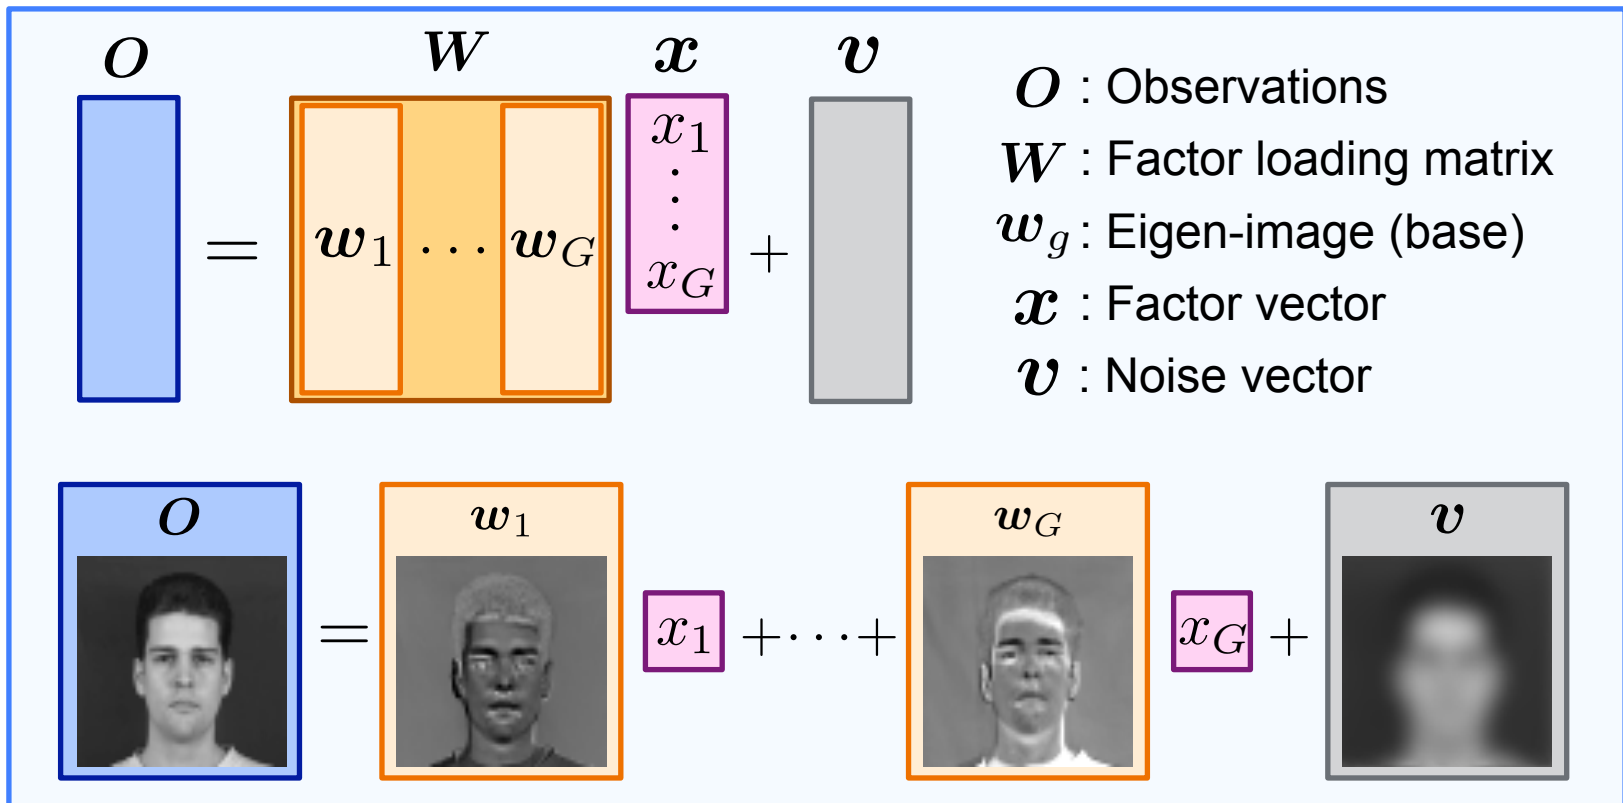 O W x v
= w_1 ··· w_G x_1 ⋮ x_G +
O : Observations
W : Factor loading matrix
w_g : Eigen-image (base)
x : Factor vector
v : Noise vector
O w_1 w_G v
= x_1 +···+ x_G +